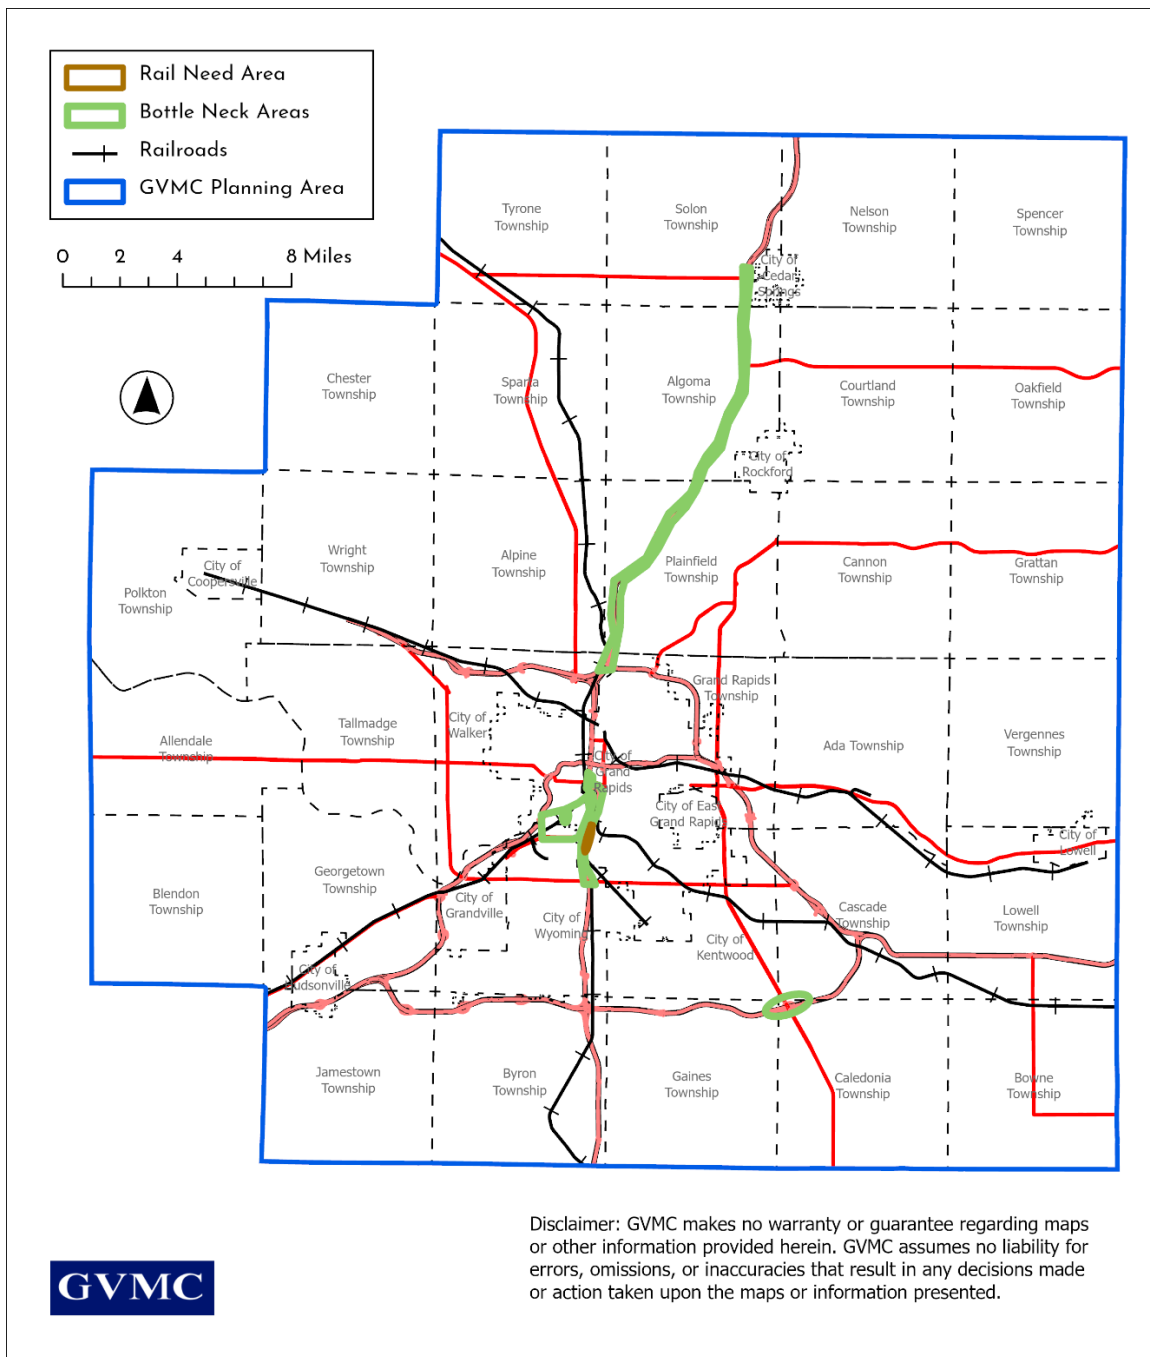 Rail Need Area
Bottle Neck Areas
Railroads
GVMC Planning Area
0 2 4 8 Miles
Tyrone
Township
Solon
Township
Nelson
Township
Spencer
Township
City of
Cedar
Springs
Chester
Township
Sparta
Township
Algoma
Township
Courtland
Township
Oakfield
Township
City of
Rockford
Wright
Township
Alpine
Township
Plainfield
Township
Cannon
Township
Grattan
Township
City of
Coopersville
Polkton
Township
Grand Rapids
Township
Tallmadge
Township
City of
Walker
Allendale
Township
City of
Grand
Rapids
Ada Township
Vergennes
Township
City of East
Grand Rapids
City of
Lowell
Georgetown
Township
Blendon
Township
City of
Grandville
City of
Wyoming
City of
Kentwood
Cascade
Township
Lowell
Township
City of
Hudsonville
Jamestown
Township
Byron
Township
Gaines
Township
Caledonia
Township
Bowne
Township
Disclaimer: GVMC makes no warranty or guarantee regarding maps
or other information provided herein. GVMC assumes no liability for
errors, omissions, or inaccuracies that result in any decisions made
or action taken upon the maps or information presented.
GVMC